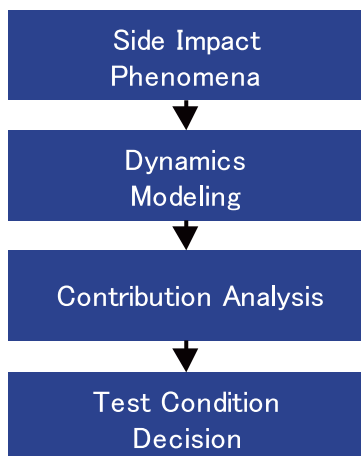 Side Impact
Phenomena
Dynamics
Modeling
Contribution Analysis
Test Condition
Decision